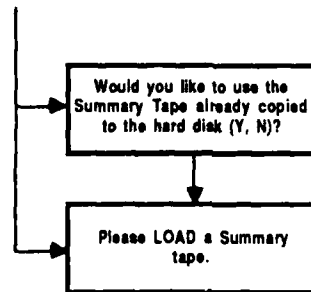 Would you like to use the
Summary Tape already copied
to the hard disk (Y, N)?
Please LOAD a Summary
tape.